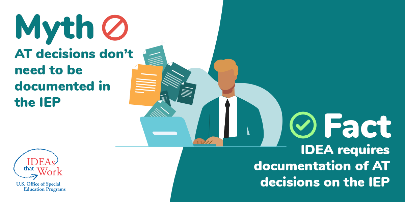 Myth
AT decisions don't
need to be
documented in
the IEP
Fact
IDEA requires
documentation of AT
decisions on the IEP
IDEA
that
Work
U.S. Office of Special
Education Programs